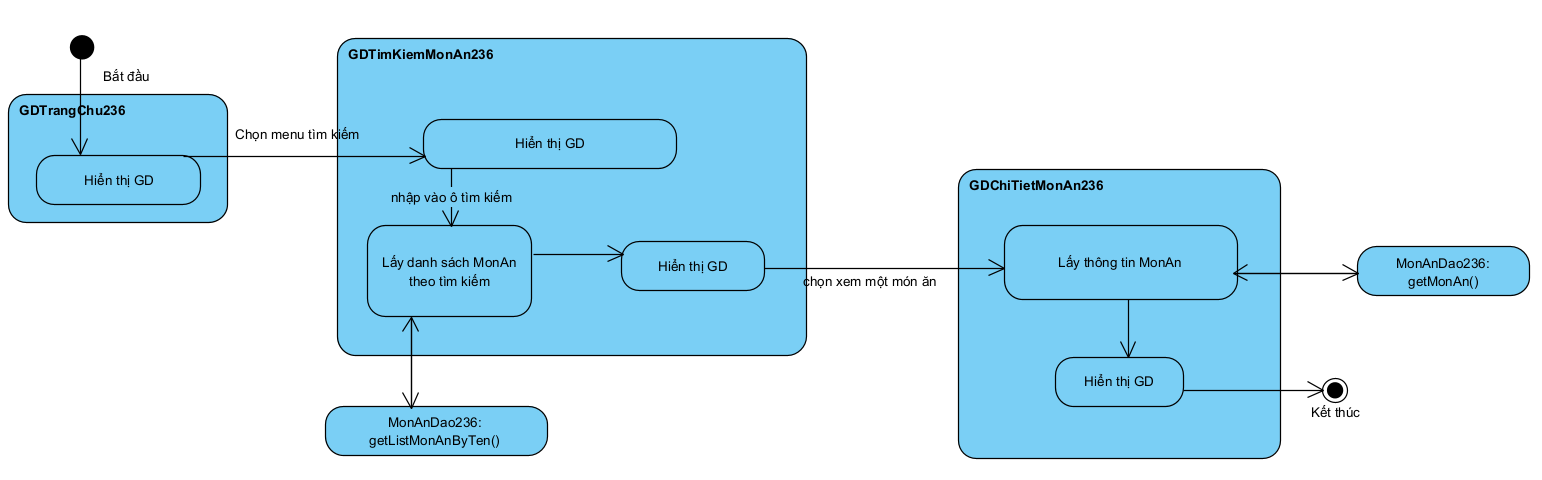 Bắt đầu
GDTrangChu236
Hiển thị GD
Chọn menu tìm kiếm
GDTimKiemMonAn236
Hiển thị GD
nhập vào ô tìm kiếm
Lấy danh sách MonAn
theo tìm kiếm
Hiển thị GD
MonAnDao236:
getListMonAnByTen()
chọn xem một món ăn
GDChiTietMonAn236
Lấy thông tin MonAn
Hiển thị GD
MonAnDao236:
getMonAn()
Kết thúc